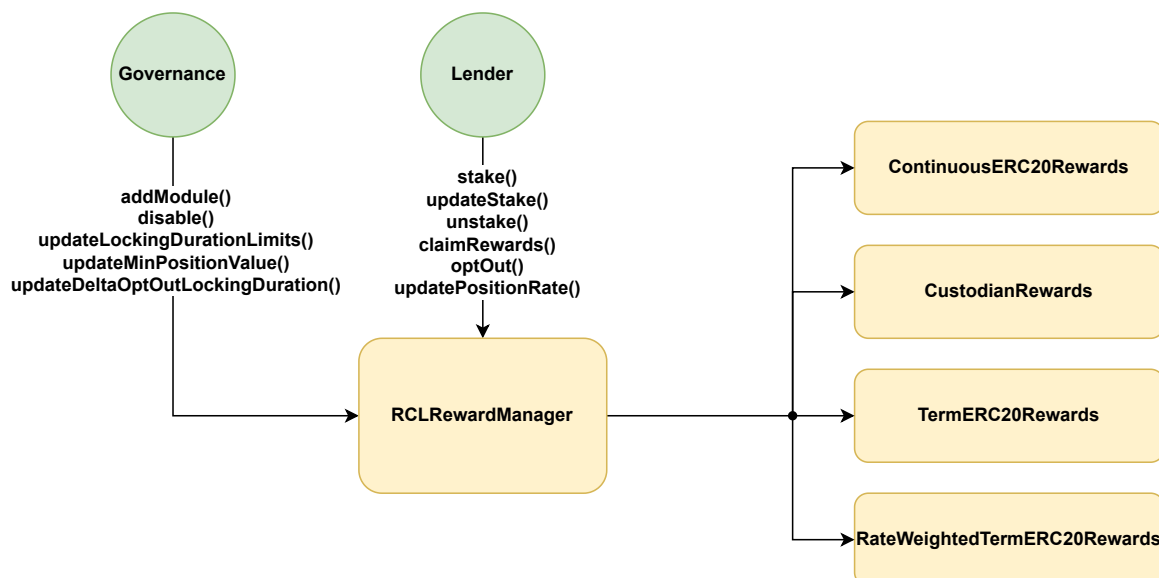 Governance
Lender
addModule()
disable()
updateLockingDurationLimits()
updateMinPositionValue()
updateDeltaOptOutLockingDuration()
stake()
updateStake()
unstake()
claimRewards()
optOut()
updatePositionRate()
RCLRewardManager
ContinuousERC20Rewards
CustodianRewards
TermERC20Rewards
RateWeightedTermERC20Rewards